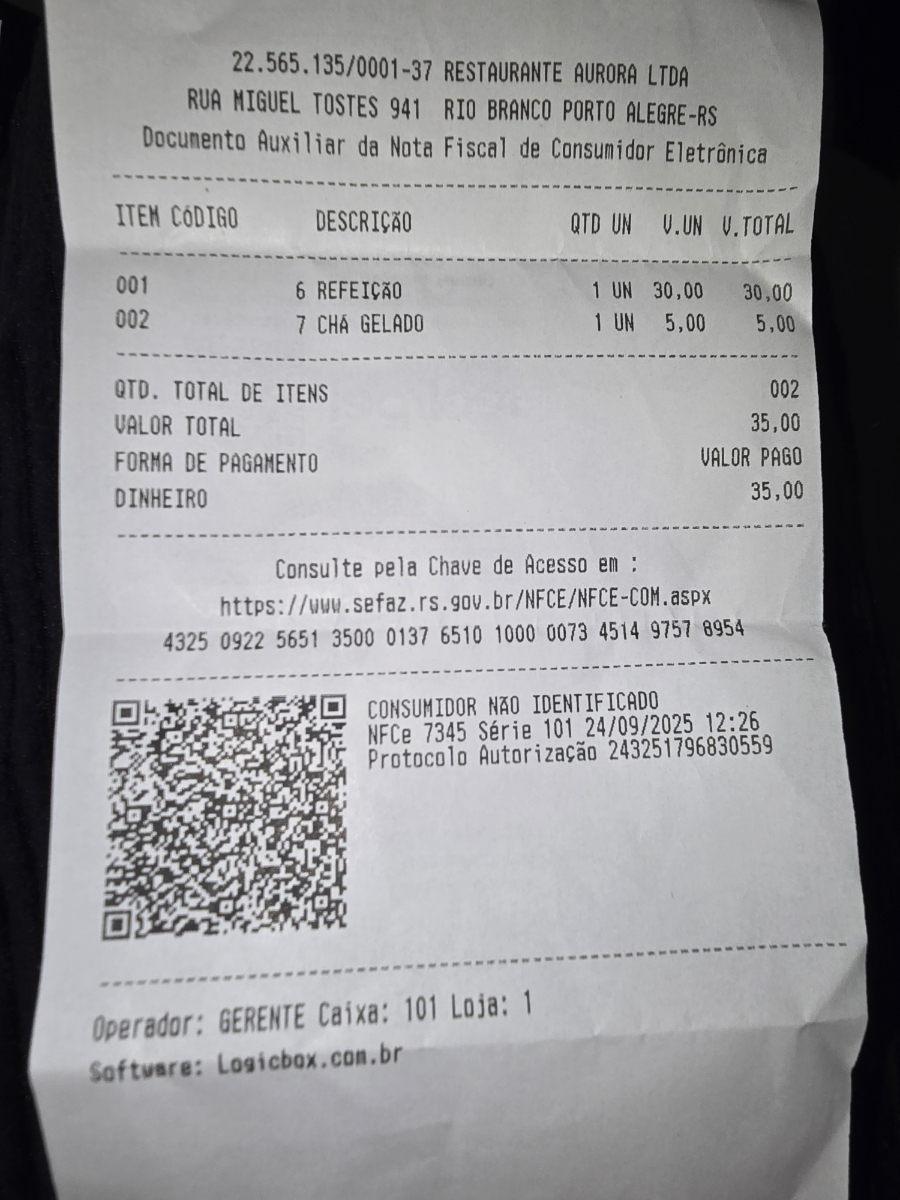 22.565.135/0001-37 RESTAURANTE AURORA LTDA
RUA MIGUEL TOSTES 941 RIO BRANCO PORTO ALEGRE-RS
Documento Auxiliar da Nota Fiscal de Consumidor Eletrônica
ITEM CóDIGO DESCRIÇãO QTD UN V.UN V.TOTAL
001 6 REFEIÇãO 1 UN 30,00 30,00
002 7 CHÁ GELADO 1 UN 5,00 5,00
QTD. TOTAL DE ITENS 002
VALOR TOTAL 35,00
FORMA DE PAGAMENTO VALOR PAGO
DINHEIRO 35,00
Consulte pela Chave de Acesso em :
https://www.sefaz.rs.gov.br/NFCE/NFCE-COM.aspx
4325 0922 5651 3500 0137 6510 1000 0073 4514 9757 8954
CONSUMIDOR NãO IDENTIFICADO
NFCe 7345 Série 101 24/09/2025 12:26
Protocolo Autorização 243251796830559
Operador: GERENTE Caixa: 101 Loja: 1
Software: Logicbox.com.br